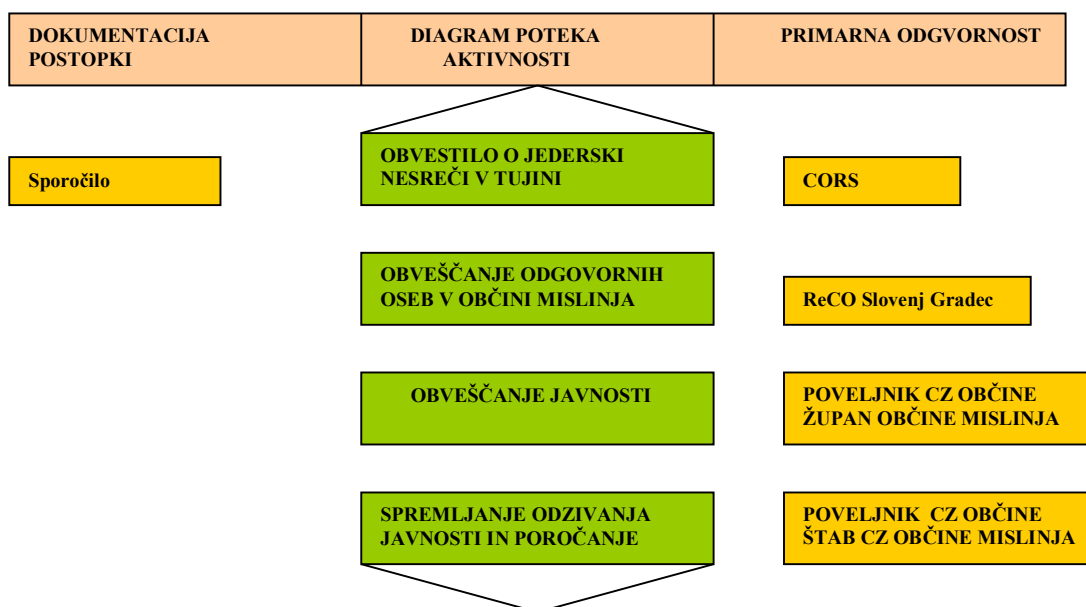 DOKUMENTACIJA
POSTOPKI
DIAGRAM POTEKA
AKTIVNOSTI
PRIMARNA ODGVORNOST
Sporočilo
OBVESTILO O JEDERSKI
NESREČI V TUJINI
CORS
OBVEŠČANJE ODGOVORNIH
OSEB V OBČINI MISLINJA
ReCO Slovenj Gradec
OBVEŠČANJE JAVNOSTI
POVELJNIK CZ OBČINE
ŽUPAN OBČINE MISLINJA
SPREMLJANJE ODZIVANJA
JAVNOSTI IN POROČANJE
POVELJNIK CZ OBČINE
ŠTAB CZ OBČINE MISLINJA